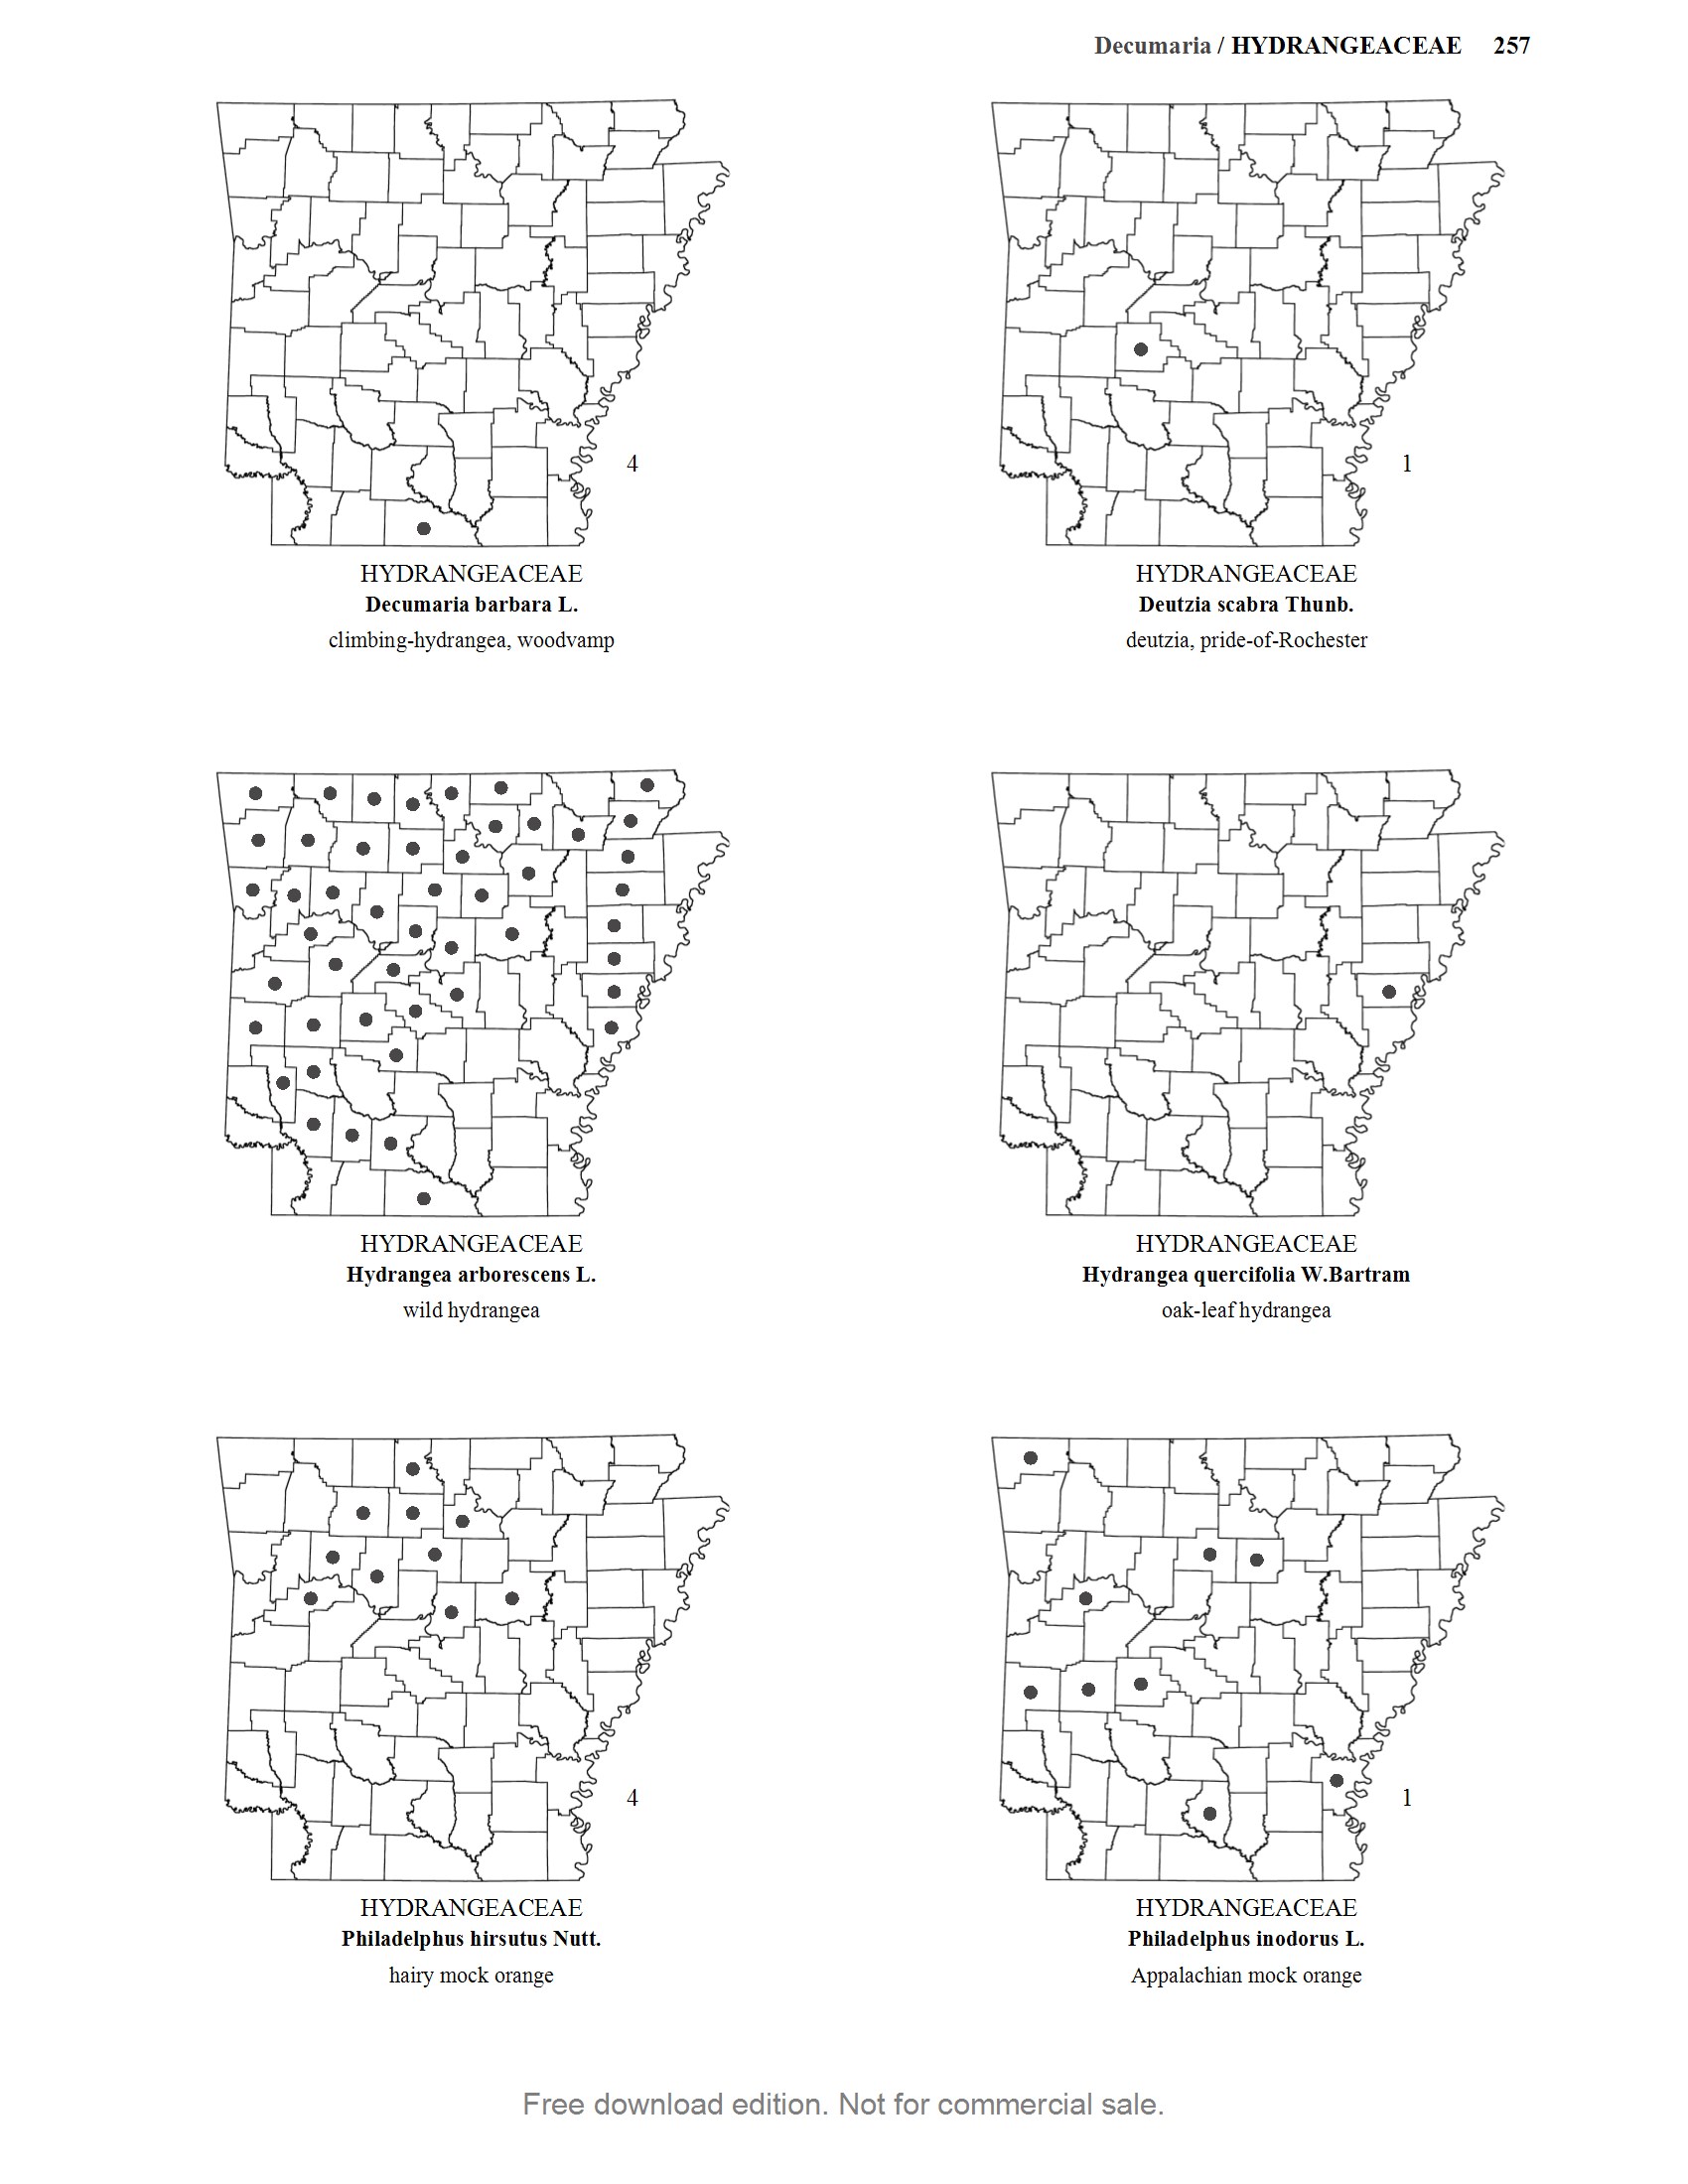 Decumaria / HYDRANGEACEAE 257
4
HYDRANGEACEAE
Decumaria barbara L.
climbing-hydrangea, woodvamp
1
HYDRANGEACEAE
Deutzia scabra Thunb.
deutzia, pride-of-Rochester
HYDRANGEACEAE
Hydrangea arborescens L.
wild hydrangea
HYDRANGEACEAE
Hydrangea quercifolia W.Bartram
oak-leaf hydrangea
4
HYDRANGEACEAE
Philadelphus hirsutus Nutt.
hairy mock orange
1
HYDRANGEACEAE
Philadelphus inodorus L.
Appalachian mock orange
Free download edition. Not for commercial sale.